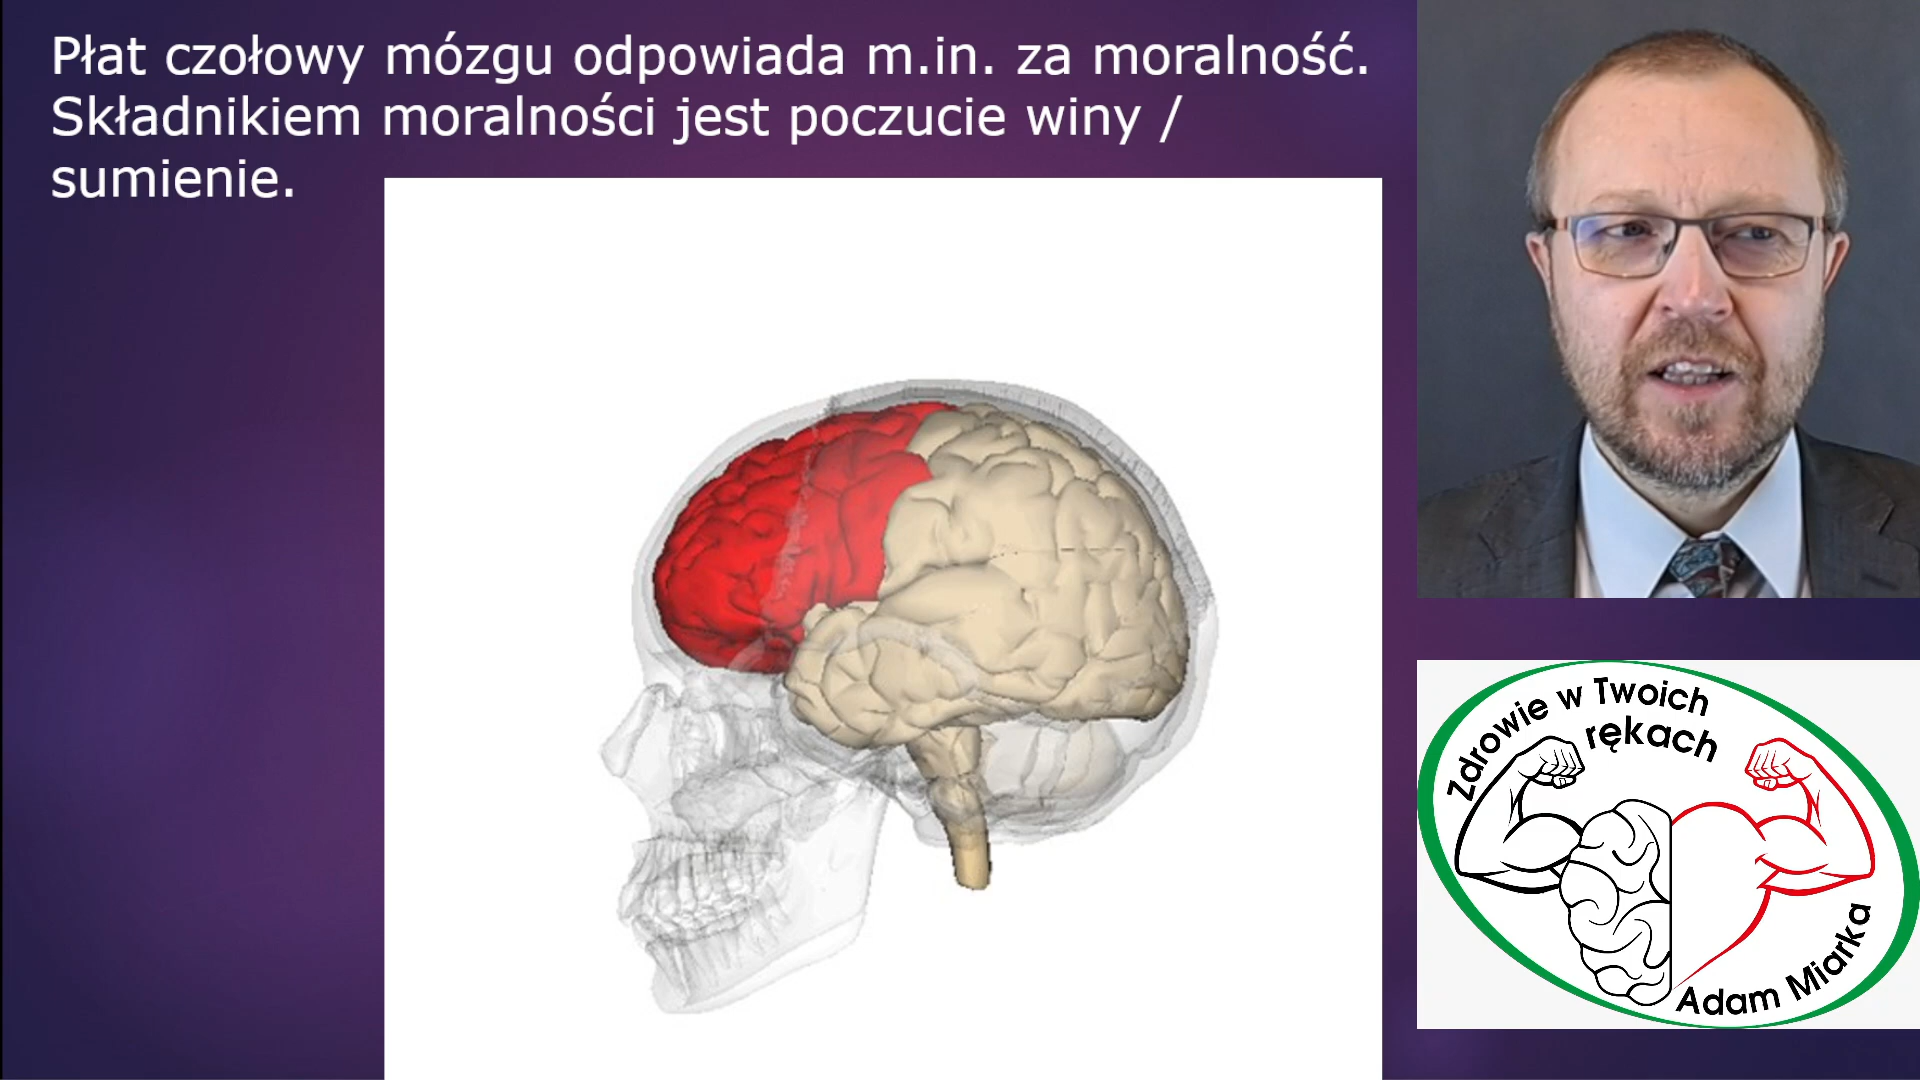 Płat czołowy mózgu odpowiada m.in. za moralność.
Składnikiem moralności jest poczucie winy /
sumienie.
Zdrowie w Twoich
rękach
Adam Miarka